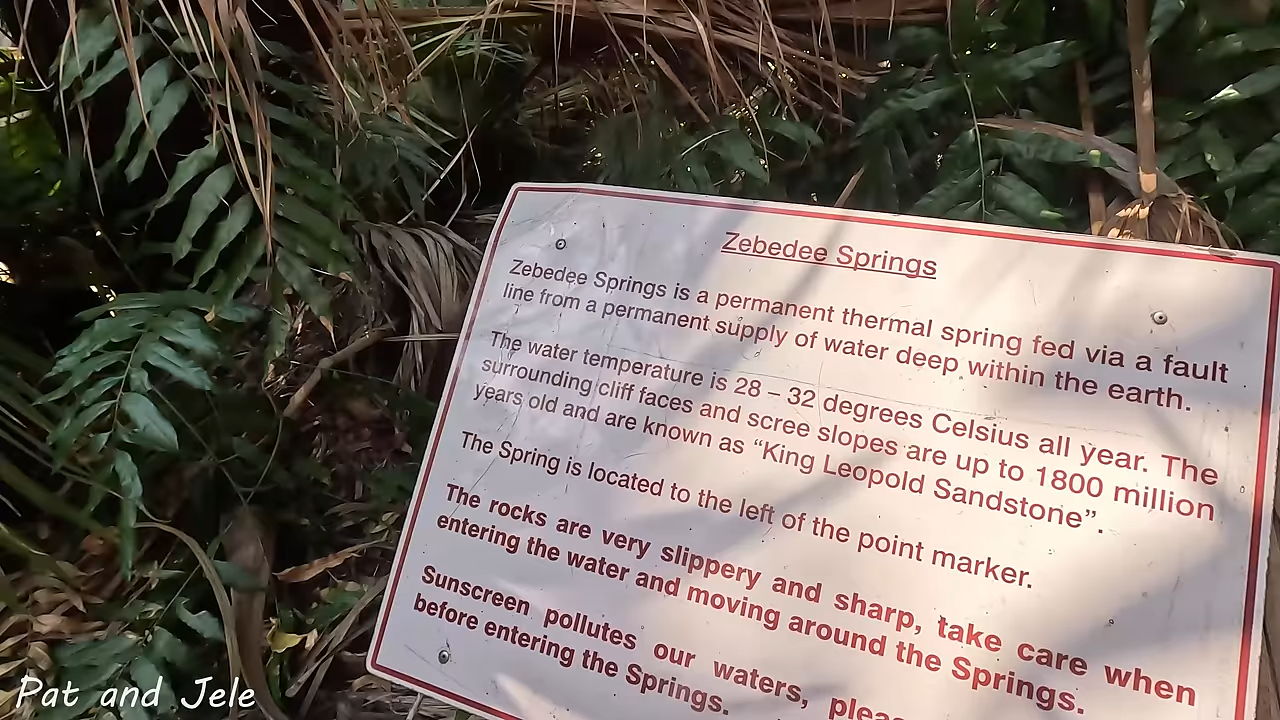 Zebedee Springs
Zebedee Springs is a permanent thermal spring fed via a fault
line from a permanent supply of water deep within the earth.
The water temperature is 28 – 32 degrees Celsius all year. The
surrounding cliff faces and scree slopes are up to 1800 million
years old and are known as “King Leopold Sandstone”.
The Spring is located to the left of the point marker.
The rocks are very slippery and sharp, take care when
entering the water and moving around the Springs.
Sunscreen pollutes our waters,
before entering the Springs.
Pat and Jele